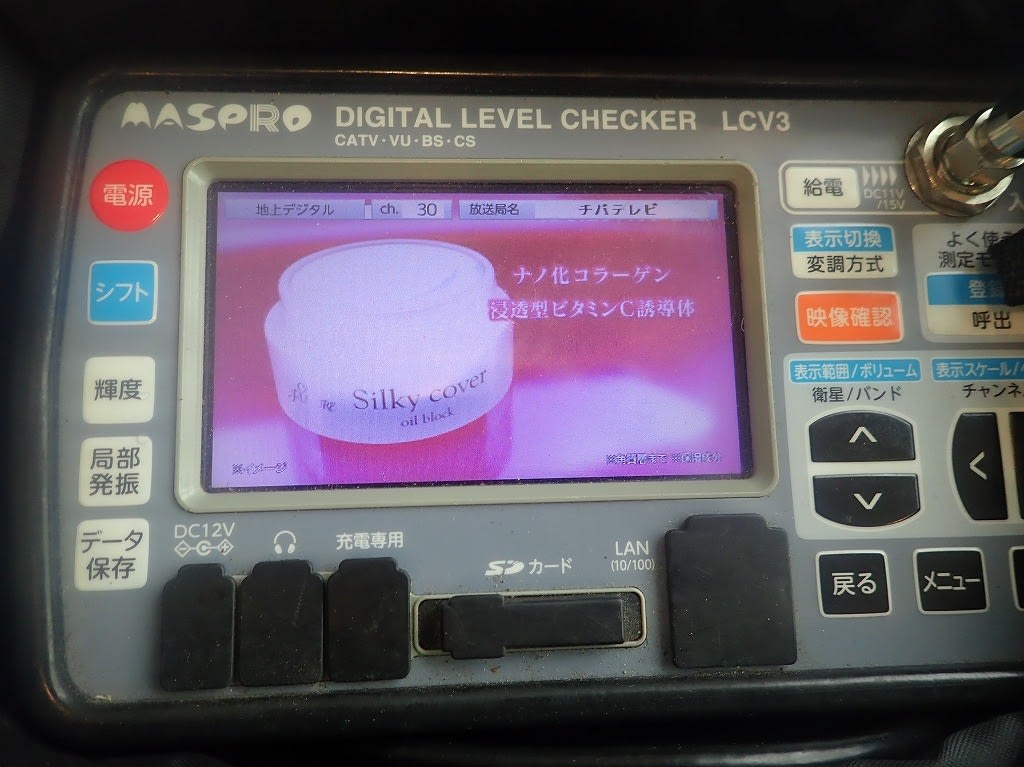 MASPRO DIGITAL LEVEL CHECKER LCV3
CATV・VU・BS・CS
電源
シフト
輝度
局部
発振
データ
保存
地上デジタル ch. 30 放送局名 チバテレビ
ナノ化コラーゲン
浸透型ビタミンC誘導体
Silky cover
oil block
※イメージ
給電
DC11V
/15V
表示切換
変調方式
映像確認
よく使
測定モ
呼出
表示範囲/ボリューム
衛星/バンド
表示スケール/
チャンネ
戻る
メニュー
DC12V
充電専用
SD カード
LAN
(10/100)